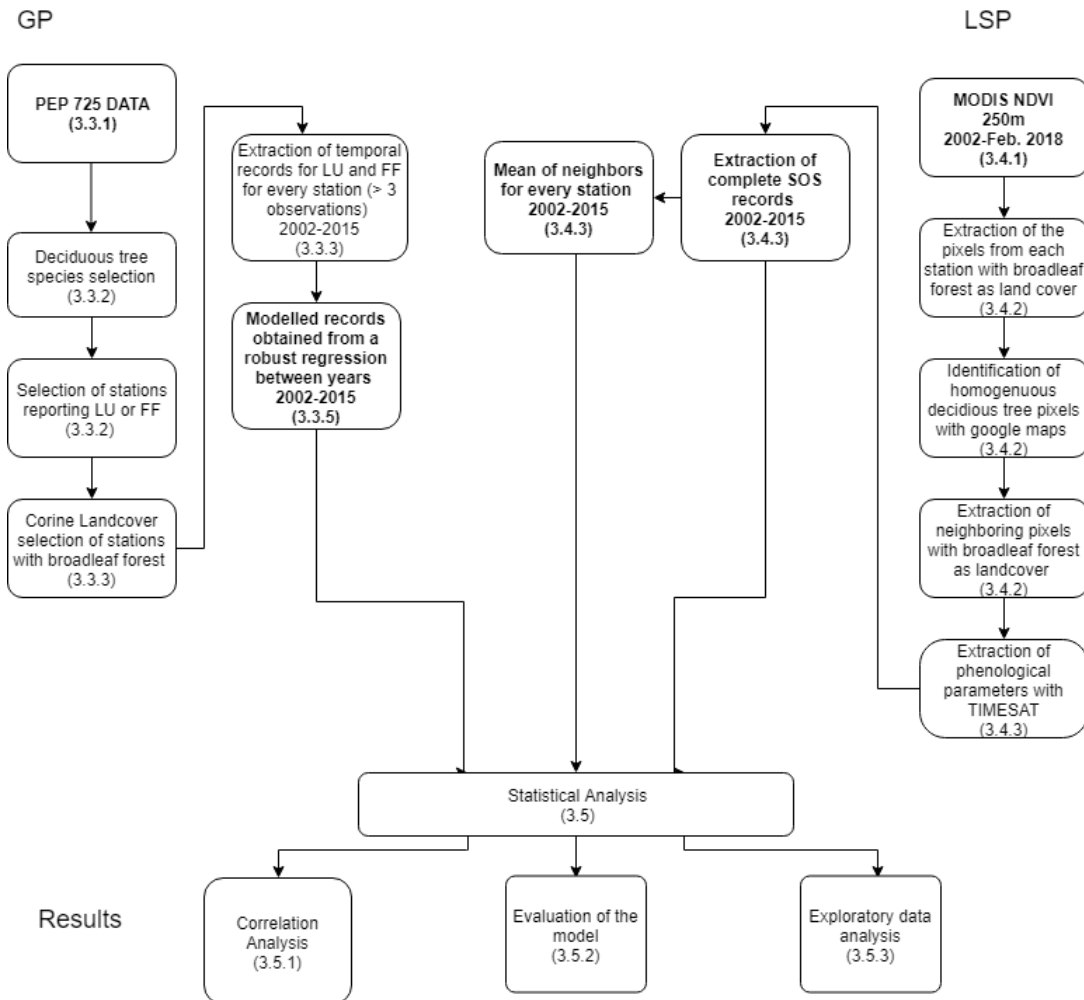 GP
LSP
PEP 725 DATA
(3.3.1)
Deciduous tree
species selection
(3.3.2)
Selection of stations
reporting LU or FF
(3.3.2)
Corine Landcover
selection of stations
with broadleaf forest
(3.3.3)
Extraction of temporal
records for LU and FF
for every station (> 3
observations)
2002-2015
(3.3.3)
Modelled records
obtained from a
robust regression
between years
2002-2015
(3.3.5)
Mean of neighbors
for every station
2002-2015
(3.4.3)
Extraction of
complete SOS
records
2002-2015
(3.4.3)
MODIS NDVI
250m
2002-Feb. 2018
(3.4.1)
Extraction of the
pixels from each
station with broadleaf
forest as land cover
(3.4.2)
Identification of
homogenuous
decidious tree pixels
with google maps
(3.4.2)
Extraction of
neighboring pixels
with broadleaf forest
as landcover
(3.4.2)
Extraction of
phenological
parameters with
TIMESAT
(3.4.3)
Statistical Analysis
(3.5)
Results
Correlation
Analysis
(3.5.1)
Evaluation of the
model
(3.5.2)
Exploratory data
analysis
(3.5.3)